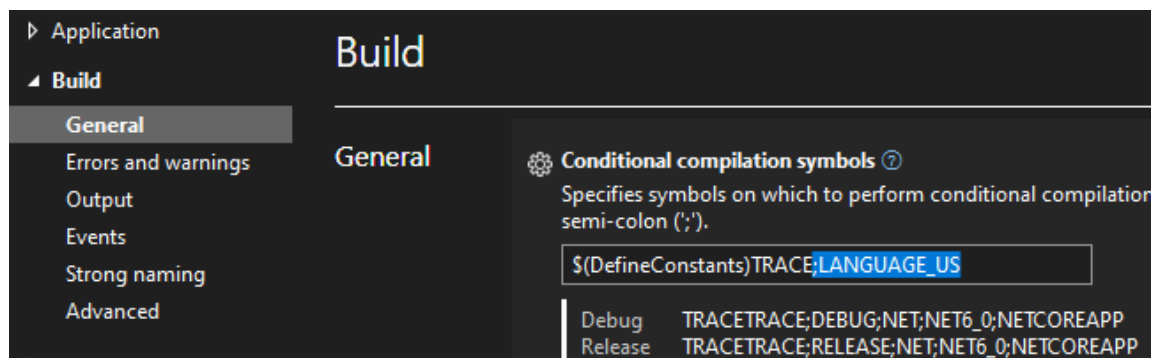 Application
Build
General
Errors and warnings
Output
Events
Strong naming
Advanced
Build
General
Conditional compilation symbols ?
Specifies symbols on which to perform conditional compilation
semi-colon (';').
$(DefineConstants)TRACE;LANGUAGE_US
Debug TRACETRACE;DEBUG;NET;NET6_0;NETCOREAPP
Release TRACETRACE;RELEASE;NET;NET6_0;NETCOREAPP